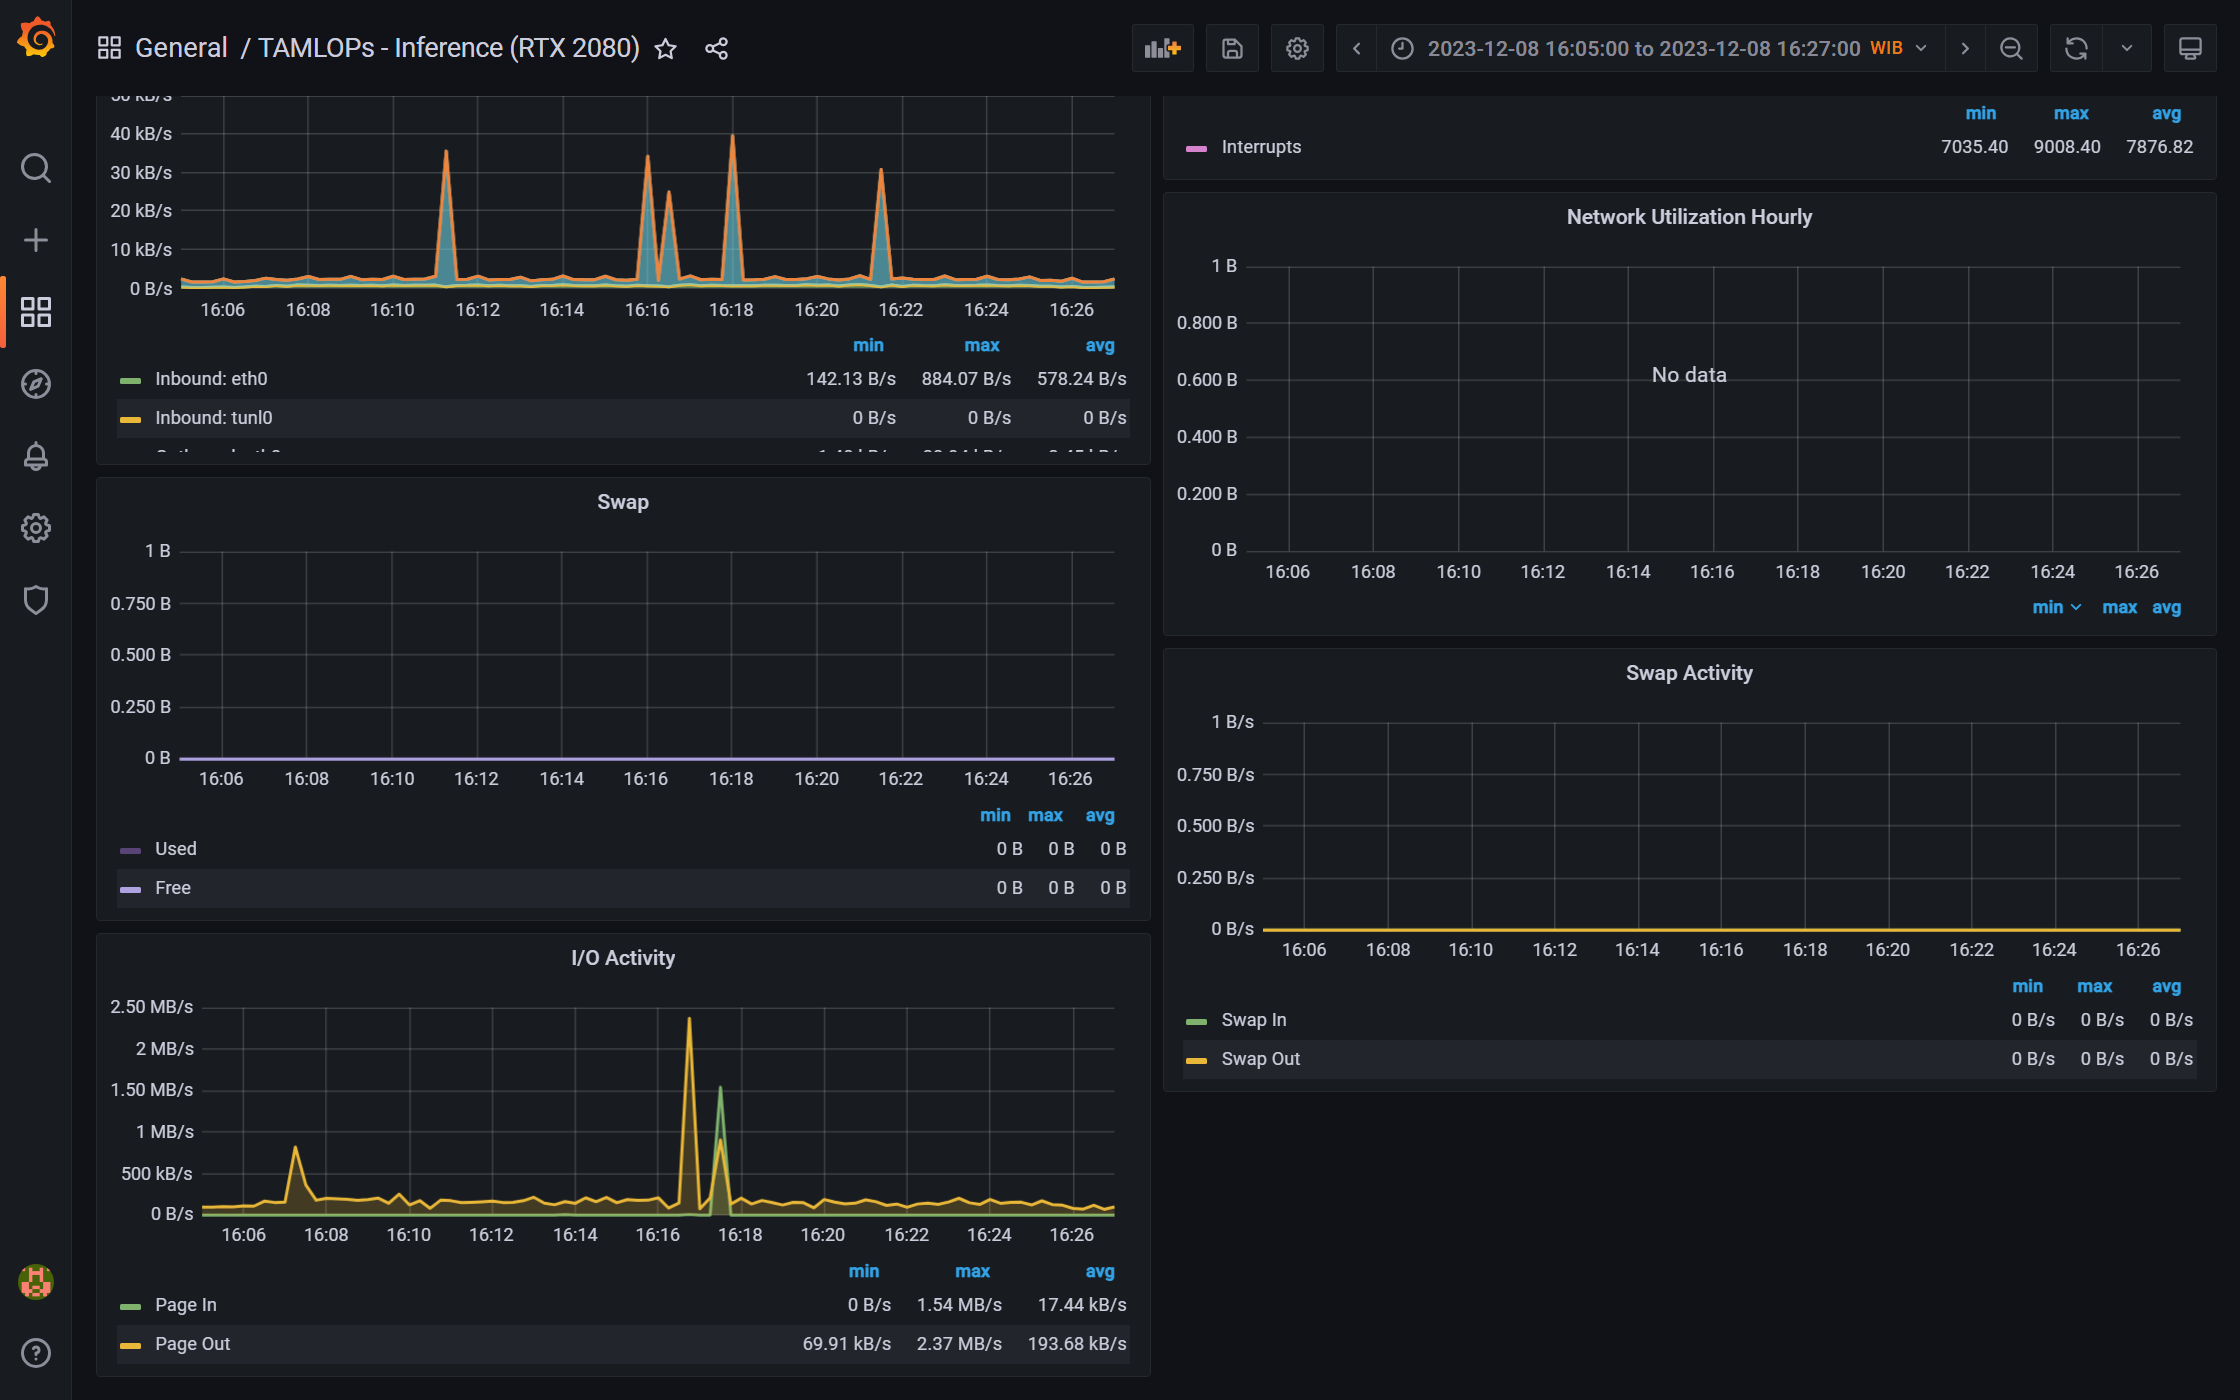 General / TAMLOPs - Inference (RTX 2080)
2023-12-08 16:05:00 to 2023-12-08 16:27:00 WIB
50 kB/s
40 kB/s
30 kB/s
20 kB/s
10 kB/s
0 B/s
16:06 16:08 16:10 16:12 16:14 16:16 16:18 16:20 16:22 16:24 16:26
min max avg
Inbound: eth0 142.13 B/s 884.07 B/s 578.24 B/s
Inbound: tunl0 0 B/s 0 B/s 0 B/s
Swap
1 B
0.750 B
0.500 B
0.250 B
0 B
16:06 16:08 16:10 16:12 16:14 16:16 16:18 16:20 16:22 16:24 16:26
min max avg
Used 0 B 0 B 0 B
Free 0 B 0 B 0 B
I/O Activity
2.50 MB/s
2 MB/s
1.50 MB/s
1 MB/s
500 kB/s
0 B/s
16:06 16:08 16:10 16:12 16:14 16:16 16:18 16:20 16:22 16:24 16:26
min max avg
Page In 0 B/s 1.54 MB/s 17.44 kB/s
Page Out 69.91 kB/s 2.37 MB/s 193.68 kB/s
min max avg
Interrupts 7035.40 9008.40 7876.82
Network Utilization Hourly
1 B
0.800 B
0.600 B
0.400 B
0.200 B
0 B
No data
16:06 16:08 16:10 16:12 16:14 16:16 16:18 16:20 16:22 16:24 16:26
min max avg
Swap Activity
1 B/s
0.750 B/s
0.500 B/s
0.250 B/s
0 B/s
16:06 16:08 16:10 16:12 16:14 16:16 16:18 16:20 16:22 16:24 16:26
min max avg
Swap In 0 B/s 0 B/s 0 B/s
Swap Out 0 B/s 0 B/s 0 B/s